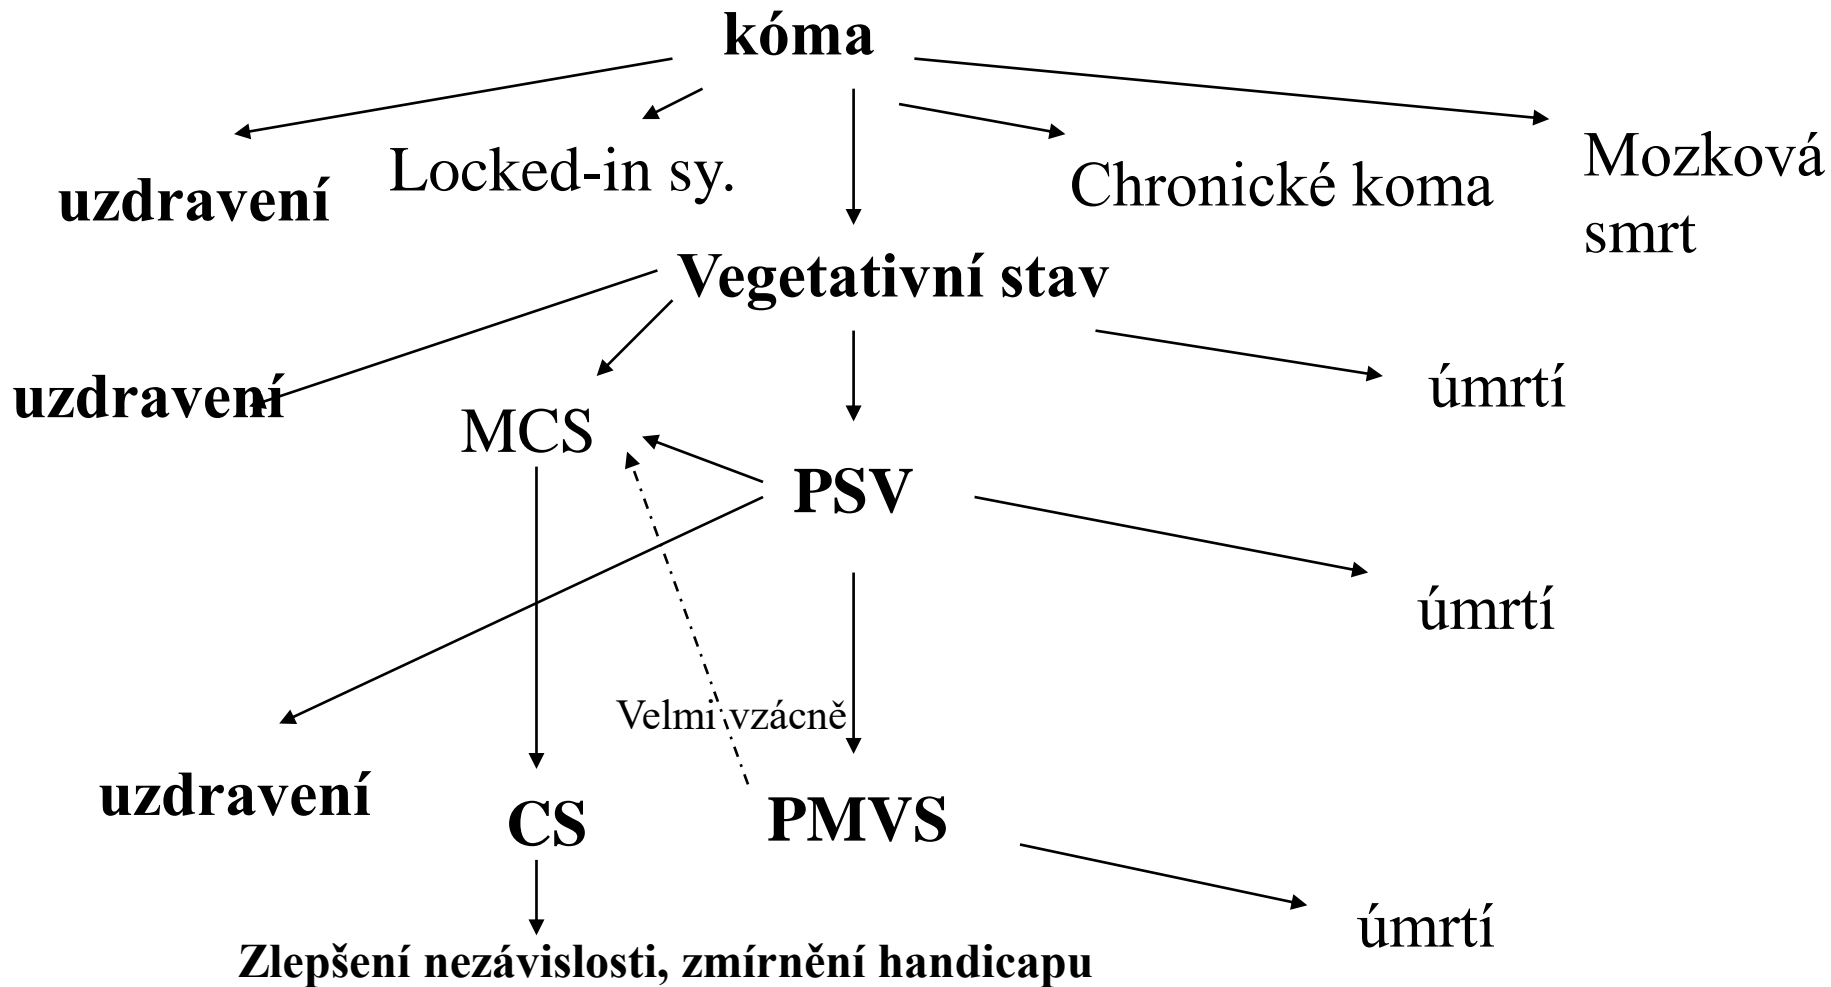 kóma
uzdravení
Locked-in sy.
Chronické koma
Mozková
smrt
Vegetativní stav
uzdravení
MCS
úmrtí
PSV
úmrtí
Velmi vzácně
uzdravení
CS
PMVS
úmrtí
Zlepšení nezávislosti, zmírnění handicapu